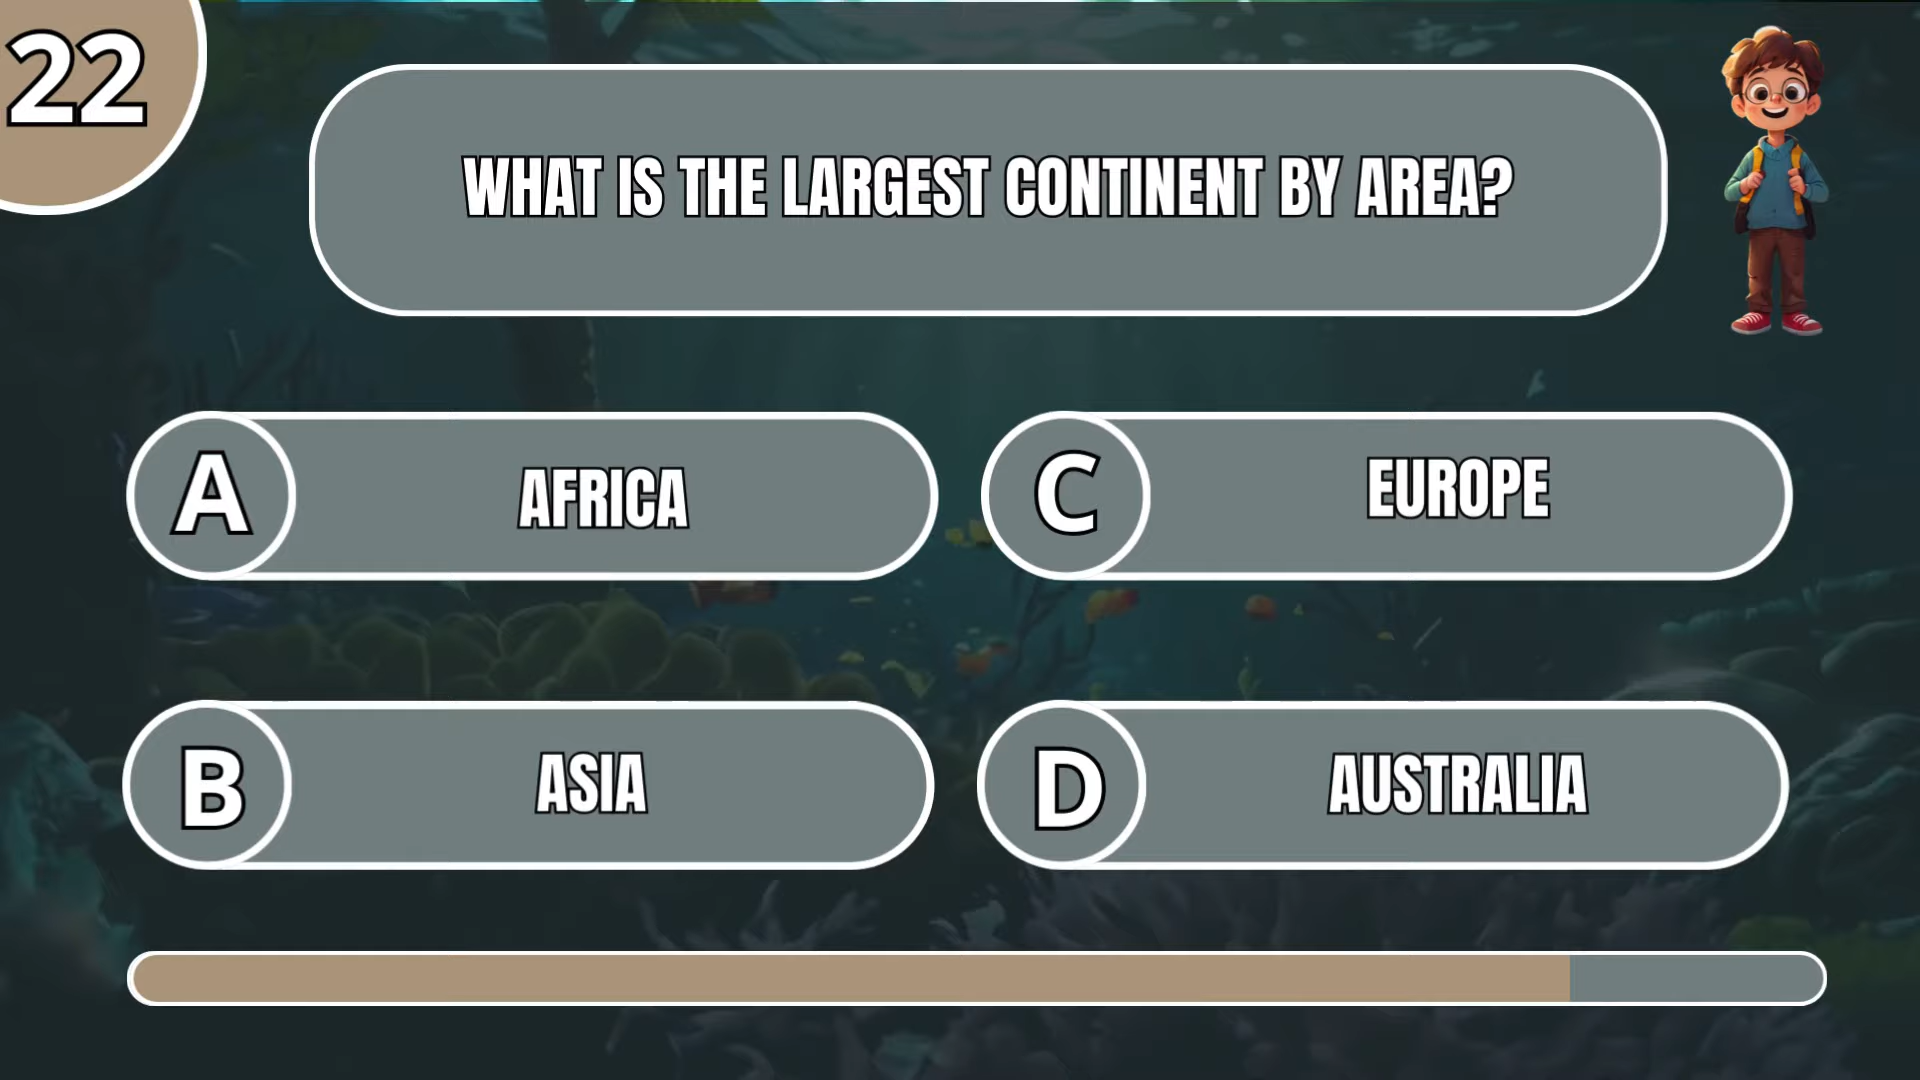 22
WHAT IS THE LARGEST CONTINENT BY AREA?
A AFRICA
C EUROPE
B ASIA
D AUSTRALIA